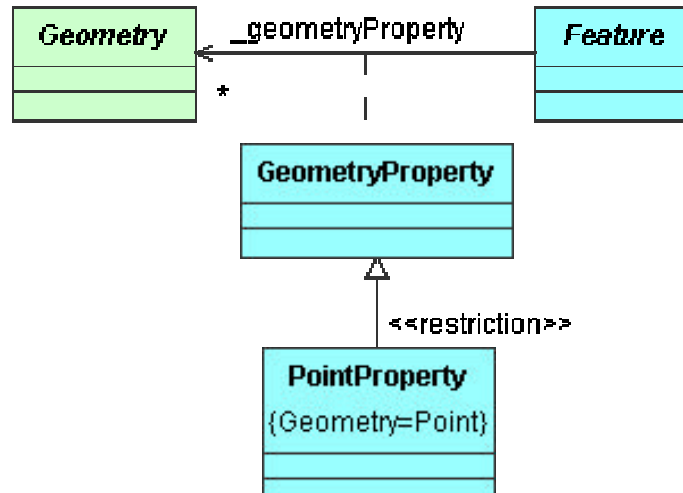 Geometry
_geometryProperty
Feature
*
GeometryProperty
<<restriction>>
PointProperty
{Geometry=Point}